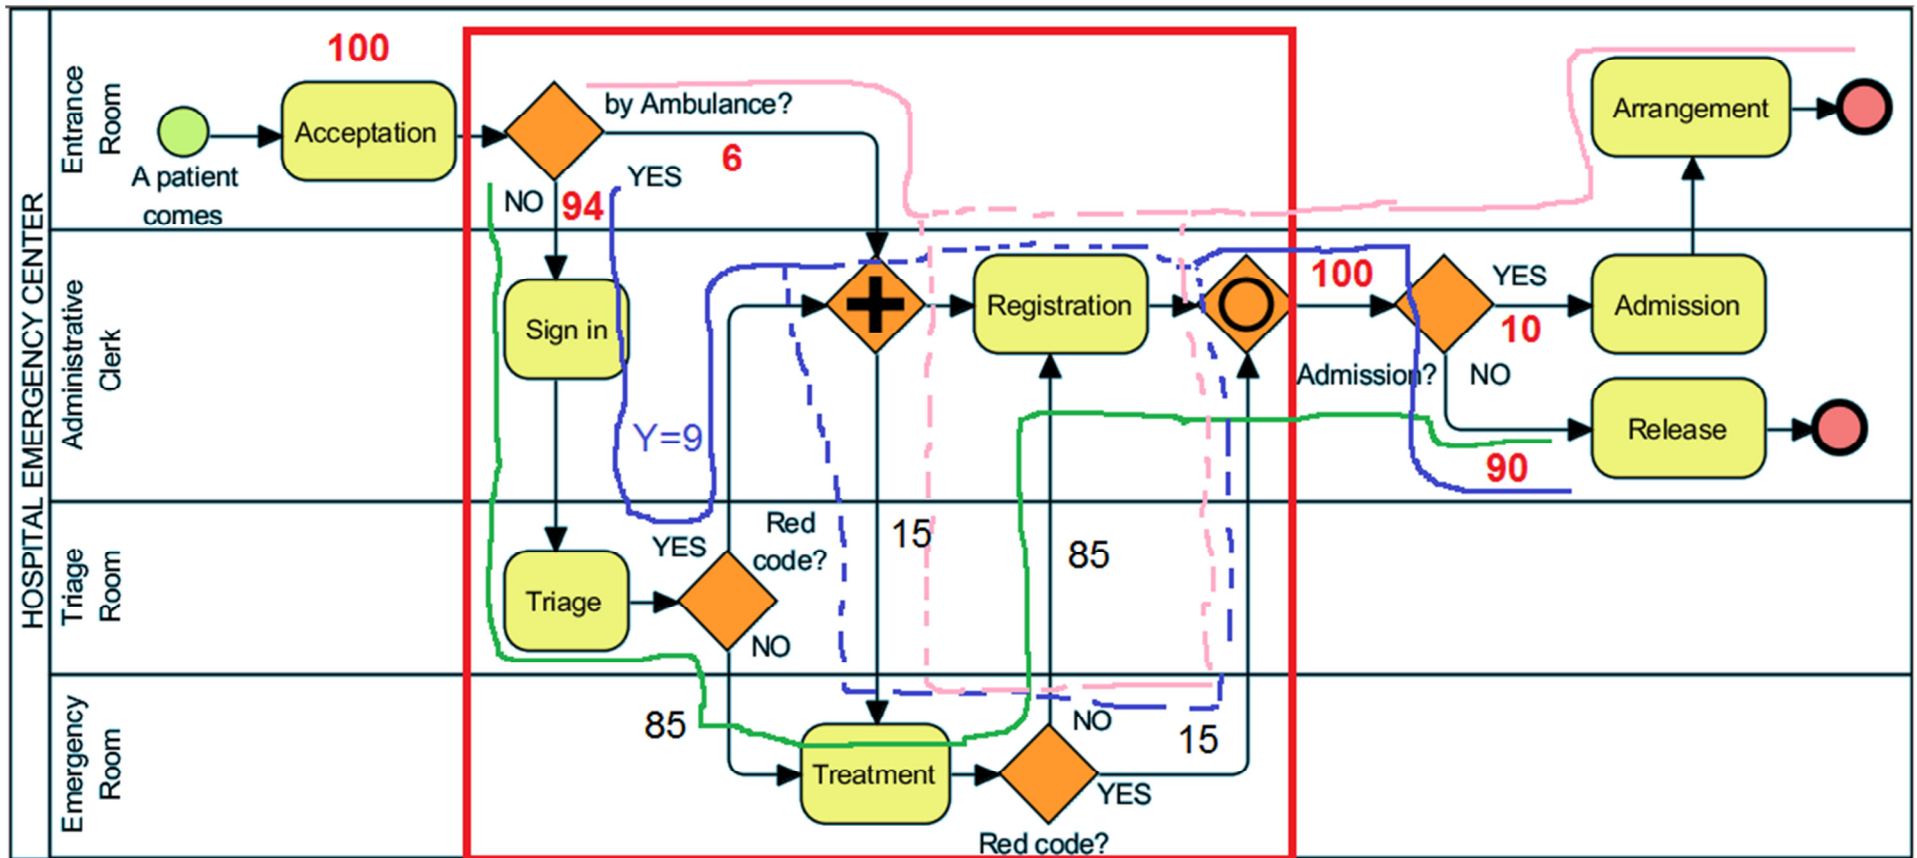 HOSPITAL EMERGENCY CENTER
Entrance
Room
A patient
comes
100
Acceptation
by Ambulance?
6
YES
NO
94
Arrangement
Administrative
Clerk
Sign in
Y=9
Registration
100
YES
10
Admission
Admission?
NO
90
Release
Triage
Room
Triage
YES
Red
code?
NO
15
85
Emergency
Room
85
Treatment
NO
15
YES
Red code?